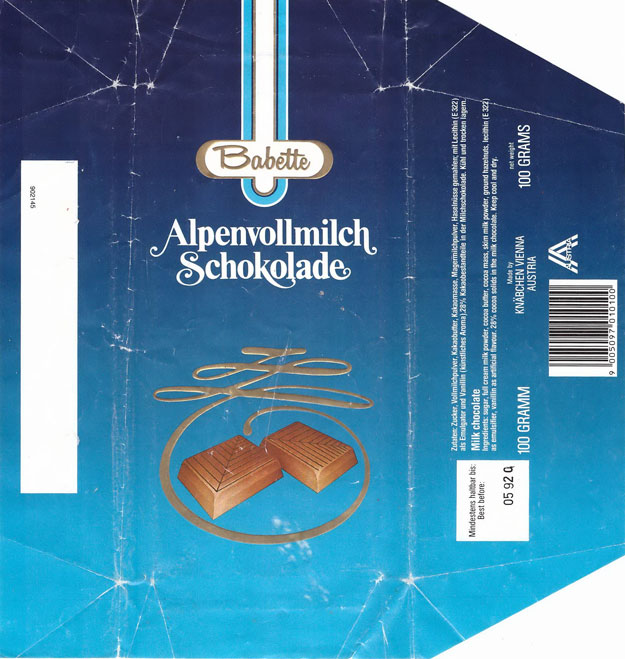 Babette
Alpenvollmilch
Schokolade
902145
Zutaten: Zucker, Vollmilchpulver, Kakaobutter, Kakaomasse, Magermilchpulver, Haselnüsse gemahlen; mit Lecithin (E 322)
als Emulgator und Vanillin (künstliches Aroma) 28% Kakaobestandteile in der Milchschokolade. Kühl und trocken lagern.
Milk chocolate
Ingredients: sugar, full cream milk powder, cocoa butter, cocoa mass, skim milk powder, ground hazelnuts, lecithin (E 322)
as emulsifier, vanillin as artificial flavour. 28% cocoa solids in the milk chocolate. Keep cool and dry.
100 GRAMM
Made by
KNÄBCHEN VIENNA
AUSTRIA
net weight
100 GRAMS
AUSTRIA
9 005097 010100
Mindestens haltbar bis:
Best before:
05 92 Q